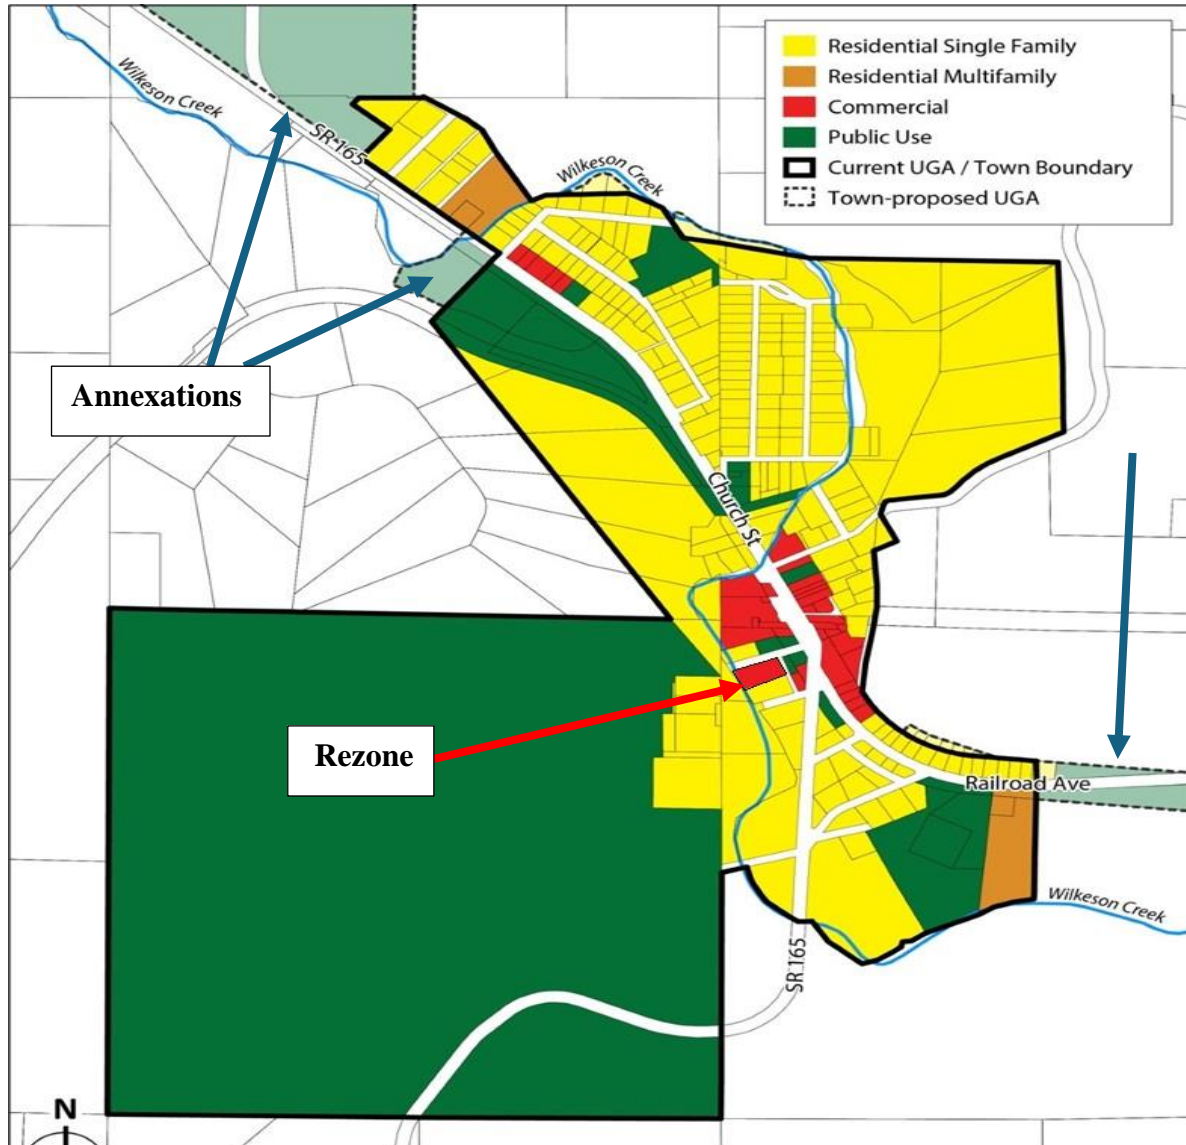 Residential Single Family
Residential Multifamily
Commercial
Public Use
Current UGA / Town Boundary
Town-proposed UGA
Wilkeson Creek
SR 165
Wilkeson Creek
Annexations
Church St
Rezone
Railroad Ave
Wilkeson Creek
SR 165
N